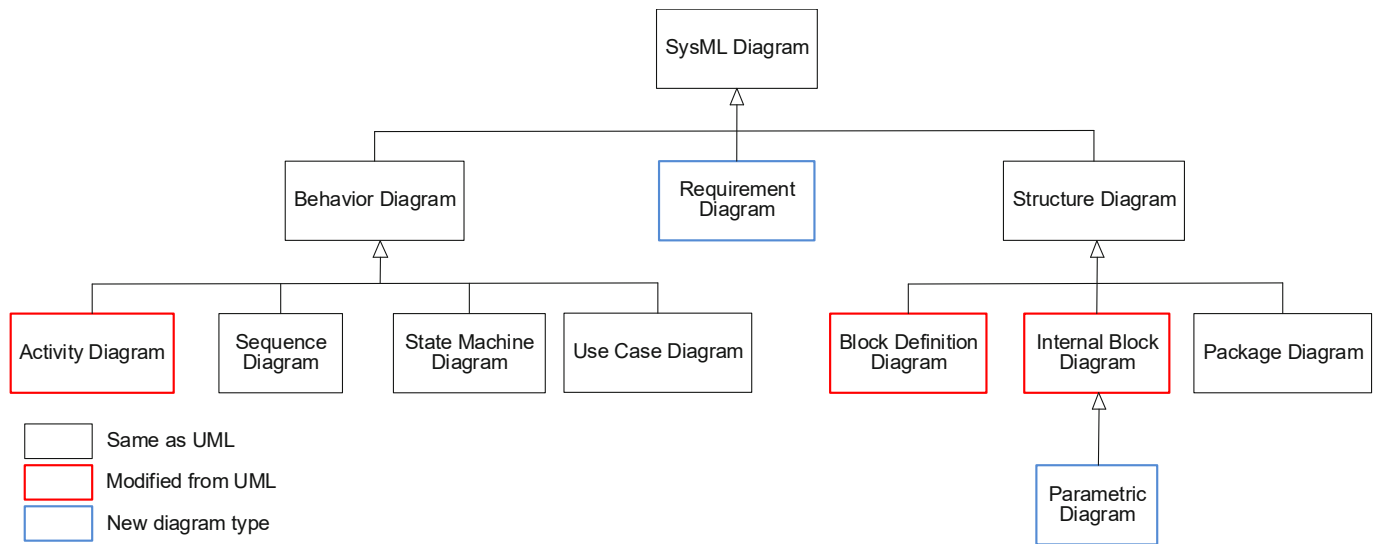 SysML Diagram
Behavior Diagram
Requirement
Diagram
Structure Diagram
Activity Diagram
Sequence
Diagram
State Machine
Diagram
Use Case Diagram
Block Definition
Diagram
Internal Block
Diagram
Package Diagram
Same as UML
Modified from UML
New diagram type
Parametric
Diagram